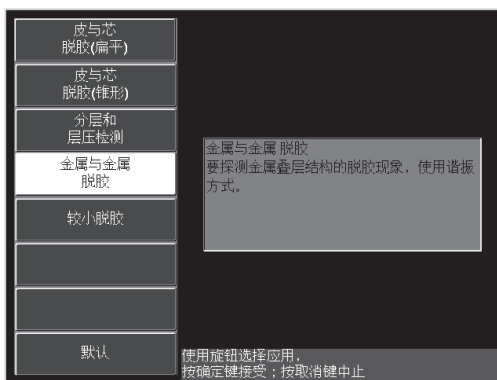 皮与芯
脱胶(扁平)
皮与芯
脱胶(锥形)
分层和
层压检测
金属与金属
脱胶
较小脱胶
默认
金属与金属 脱胶
要探测金属叠层结构的脱胶现象，使用谐振
方式。
使用旋钮选择应用，
按确定键接受；按取消键中止